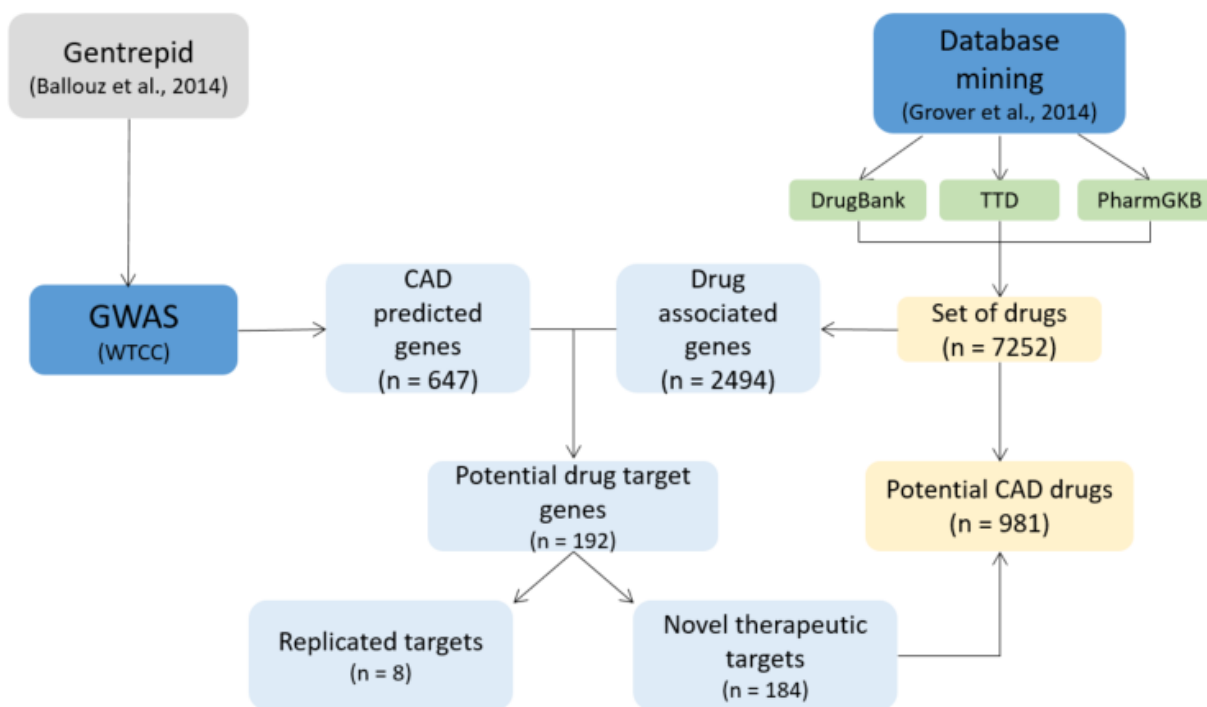 Gentrepid
(Ballouz et al., 2014)
Database
mining
(Grover et al., 2014)
DrugBank
TTD
PharmGKB
GWAS
(WTCC)
CAD
predicted
genes
(n = 647)
Drug
associated
genes
(n = 2494)
Set of drugs
(n = 7252)
Potential drug target
genes
(n = 192)
Potential CAD drugs
(n = 981)
Replicated targets
(n = 8)
Novel therapeutic
targets
(n = 184)